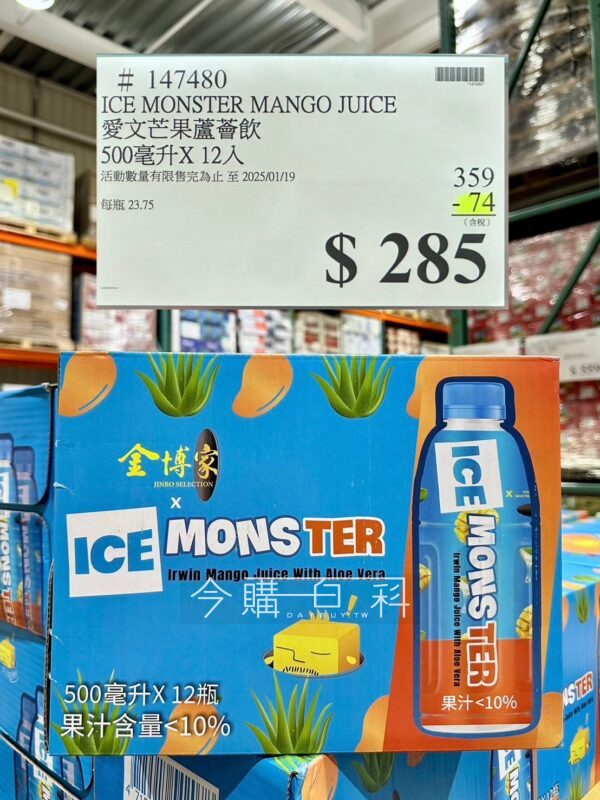 # 147480
ICE MONSTER MANGO JUICE
愛文芒果蘆薈飲
500毫升X 12入
活動數量有限售完為止 至 2025/01/19
359
- 74
(含稅)
每瓶 23.75
$ 285
金博家
JINBO SELECTION
X
ICE MONSTER
Irwin Mango Juice With Aloe Vera
今購百科
DAYBUY.TW
500毫升X 12瓶
果汁含量<10%
ICE MONSTER
Irwin Mango Juice With Aloe Vera
果汁<10%